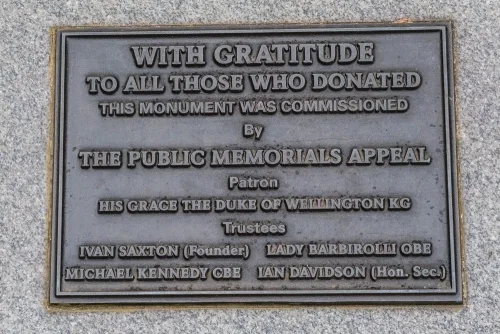 WITH GRATITUDE
TO ALL THOSE WHO DONATED
THIS MONUMENT WAS COMMISSIONED
By
THE PUBLIC MEMORIALS APPEAL
Patron
HIS GRACE THE DUKE OF WELLINGTON KG
Trustees
IVAN SAXTON (Founder) LADY BARBIROLLI OBE
MICHAEL KENNEDY CBE IAN DAVIDSON (Hon. Sec.)